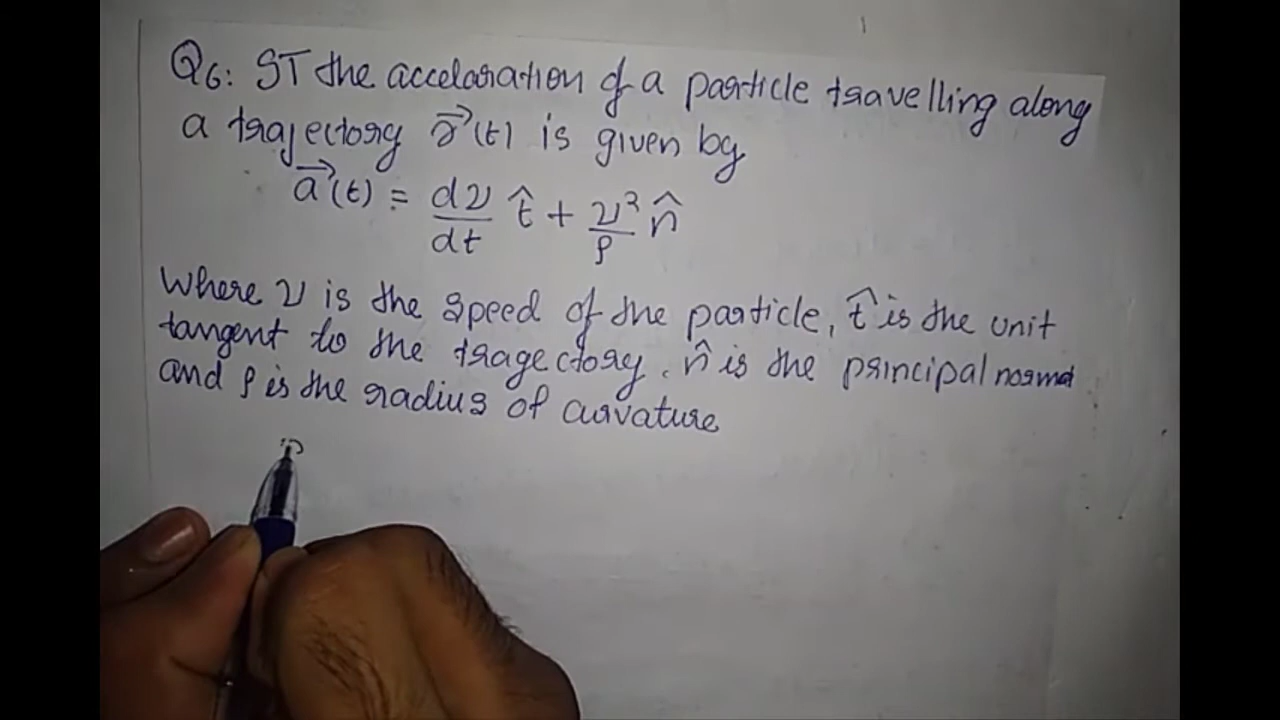 Q6: ST the accelaration of a particle travelling along
a trajectory r⃗(t) is given by
a⃗(t) = dv/dt t̂ + v²/ρ n̂
Where v is the speed of the particle, t̂ is the unit
tangent to the tragectory. n̂ is the principal normal
and ρ is the radius of curvature